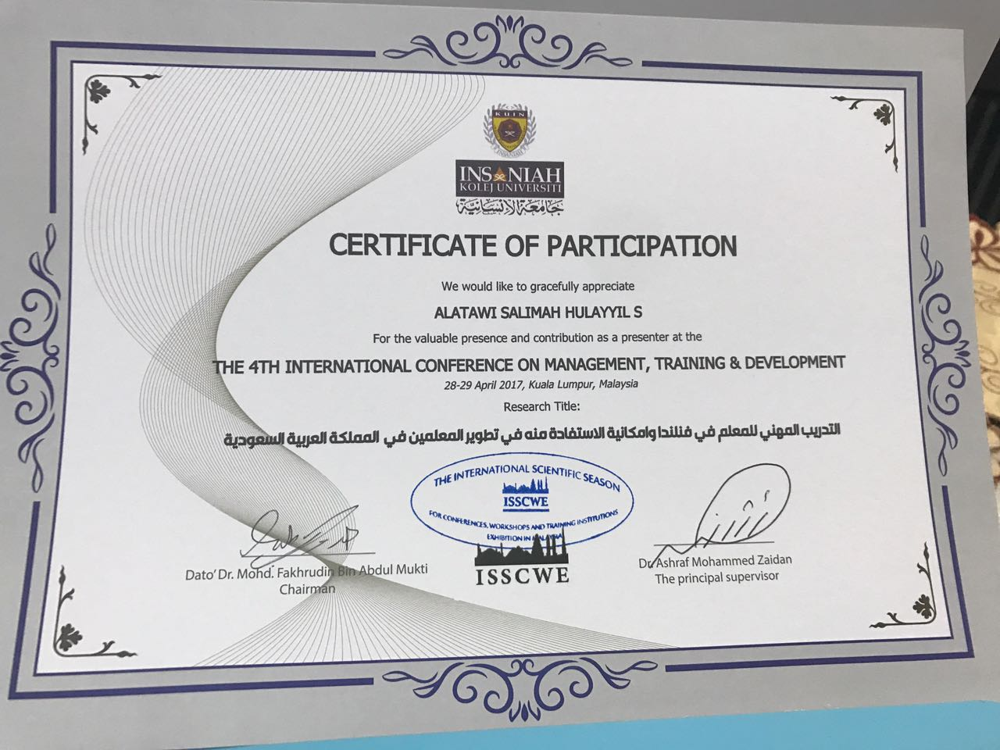 KUIN
INSANIAH
INSANIAH
KOLEJ UNIVERSITI
جامعة الإنسانية
CERTIFICATE OF PARTICIPATION
We would like to gracefully appreciate
ALATAWI SALIMAH HULAYYIL S
For the valuable presence and contribution as a presenter at the
THE 4TH INTERNATIONAL CONFERENCE ON MANAGEMENT, TRAINING & DEVELOPMENT
28-29 April 2017, Kuala Lumpur, Malaysia
Research Title:
التدريب المهني للمعلم في فنلندا وامكانية الاستفادة منه في تطوير المعلمين في المملكة العربية السعودية
THE INTERNATIONAL SCIENTIFIC SEASON
ISSCWE
FOR CONFERENCES, WORKSHOPS AND TRAINING INSTITUTIONS
EXHIBITION IN MALAYSIA
ISSCWE
Dato' Dr. Mohd. Fakhrudin Bin Abdul Mukti
Chairman
Dr. Ashraf Mohammed Zaidan
The principal supervisor